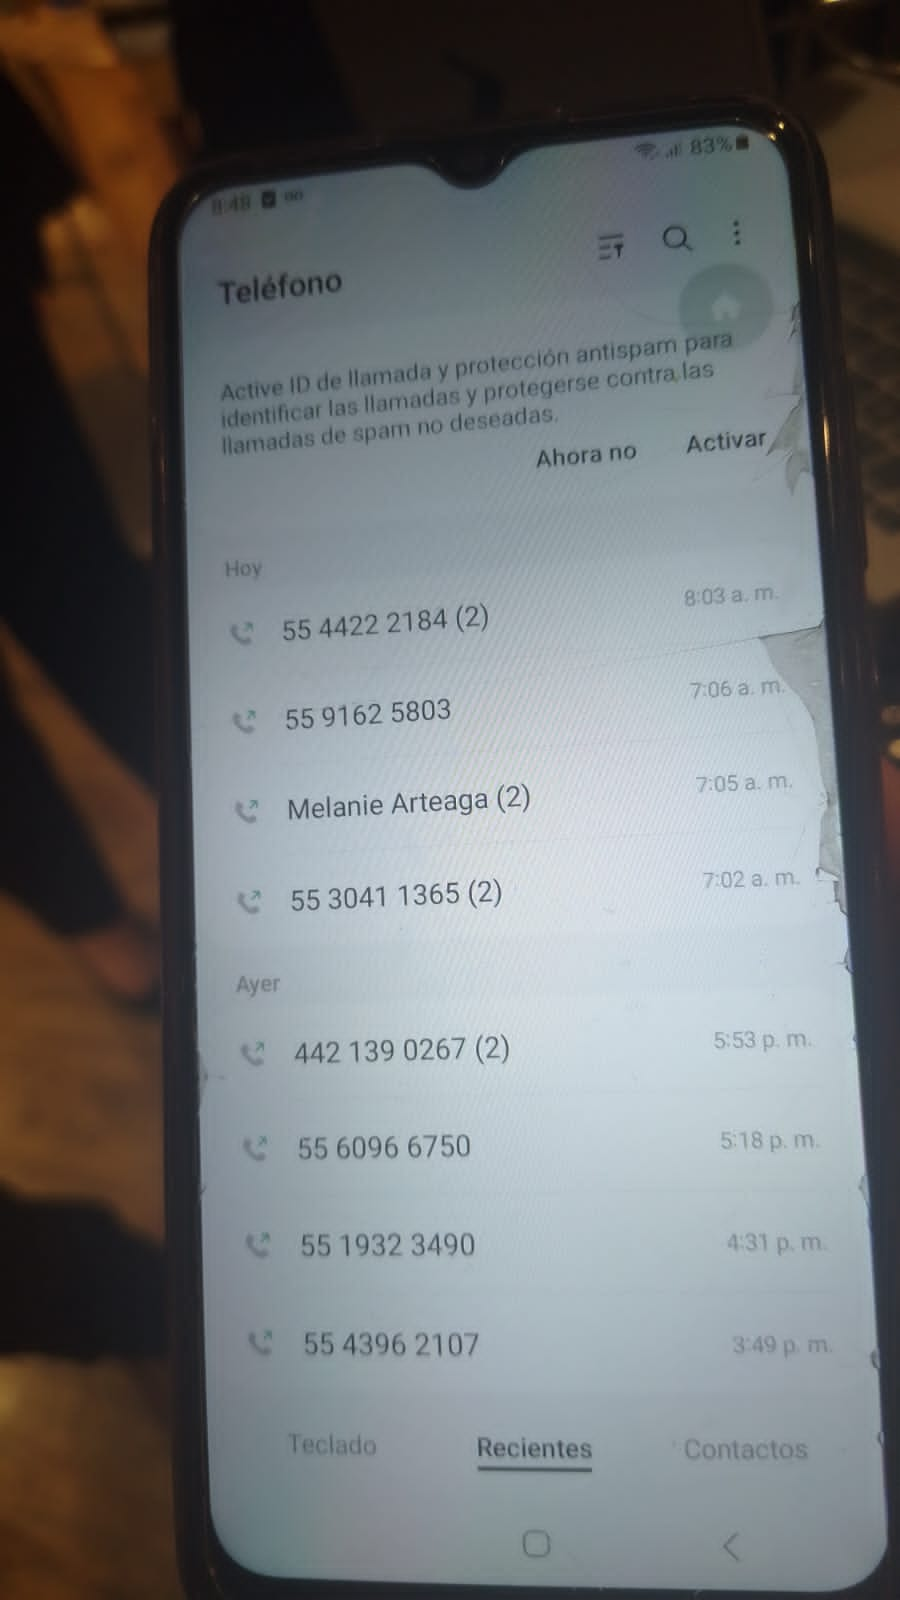 8:48
83%
Teléfono
Active ID de llamada y protección antispam para
identificar las llamadas y protegerse contra las
llamadas de spam no deseadas.
Ahora no Activar
Hoy
55 4422 2184 (2) 8:03 a. m.
55 9162 5803 7:06 a. m.
Melanie Arteaga (2) 7:05 a. m.
55 3041 1365 (2) 7:02 a. m.
Ayer
442 139 0267 (2) 5:53 p. m.
55 6096 6750 5:18 p. m.
55 1932 3490 4:31 p. m.
55 4396 2107 3:49 p. m.
Teclado Recientes Contactos